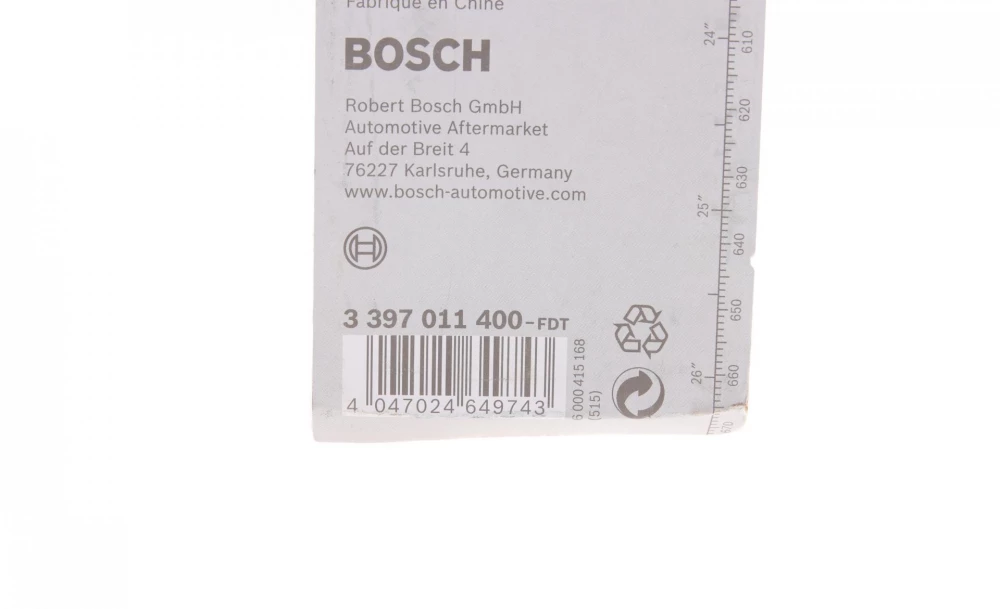 Fabrique en Chine
BOSCH
Robert Bosch GmbH
Automotive Aftermarket
Auf der Breit 4
76227 Karlsruhe, Germany
www.bosch-automotive.com
3 397 011 400-FDT
4 047024 649743
6 000 415 168
(515)
24"
610
620
630
25"
640
650
26"
660
670